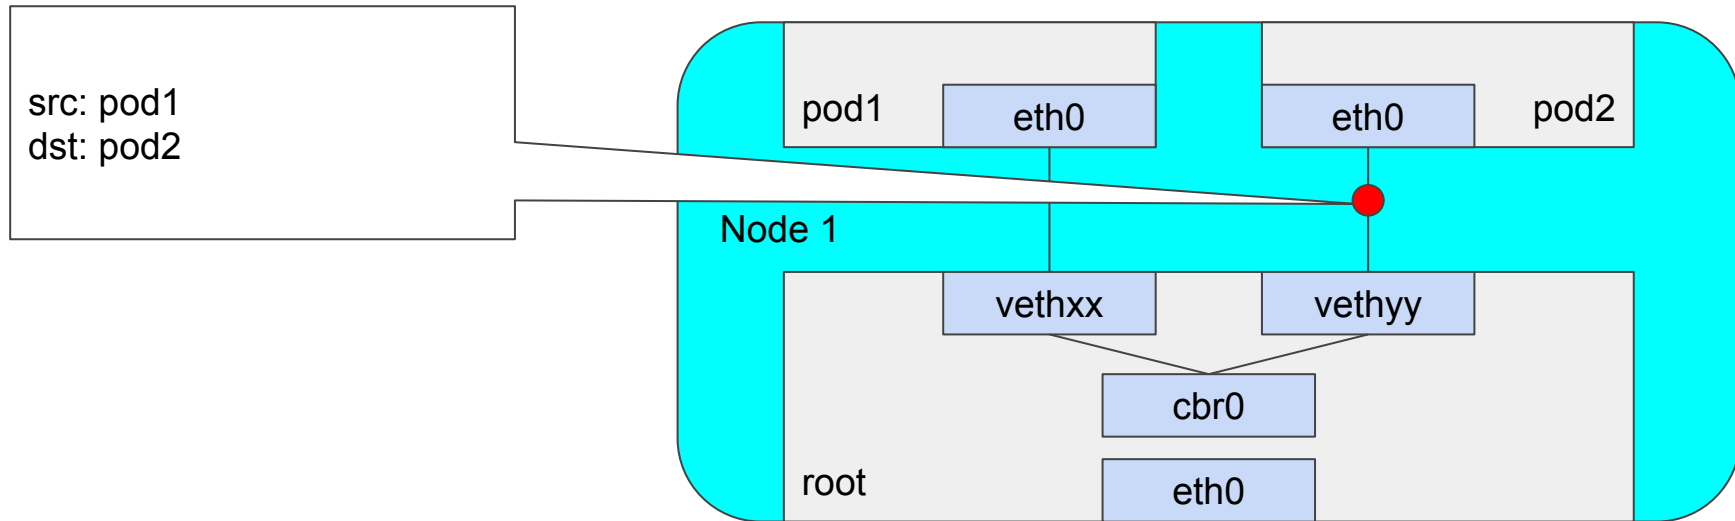 src: pod1
dst: pod2
pod1
eth0
eth0
pod2
Node 1
vethxx
vethyy
cbr0
root
eth0